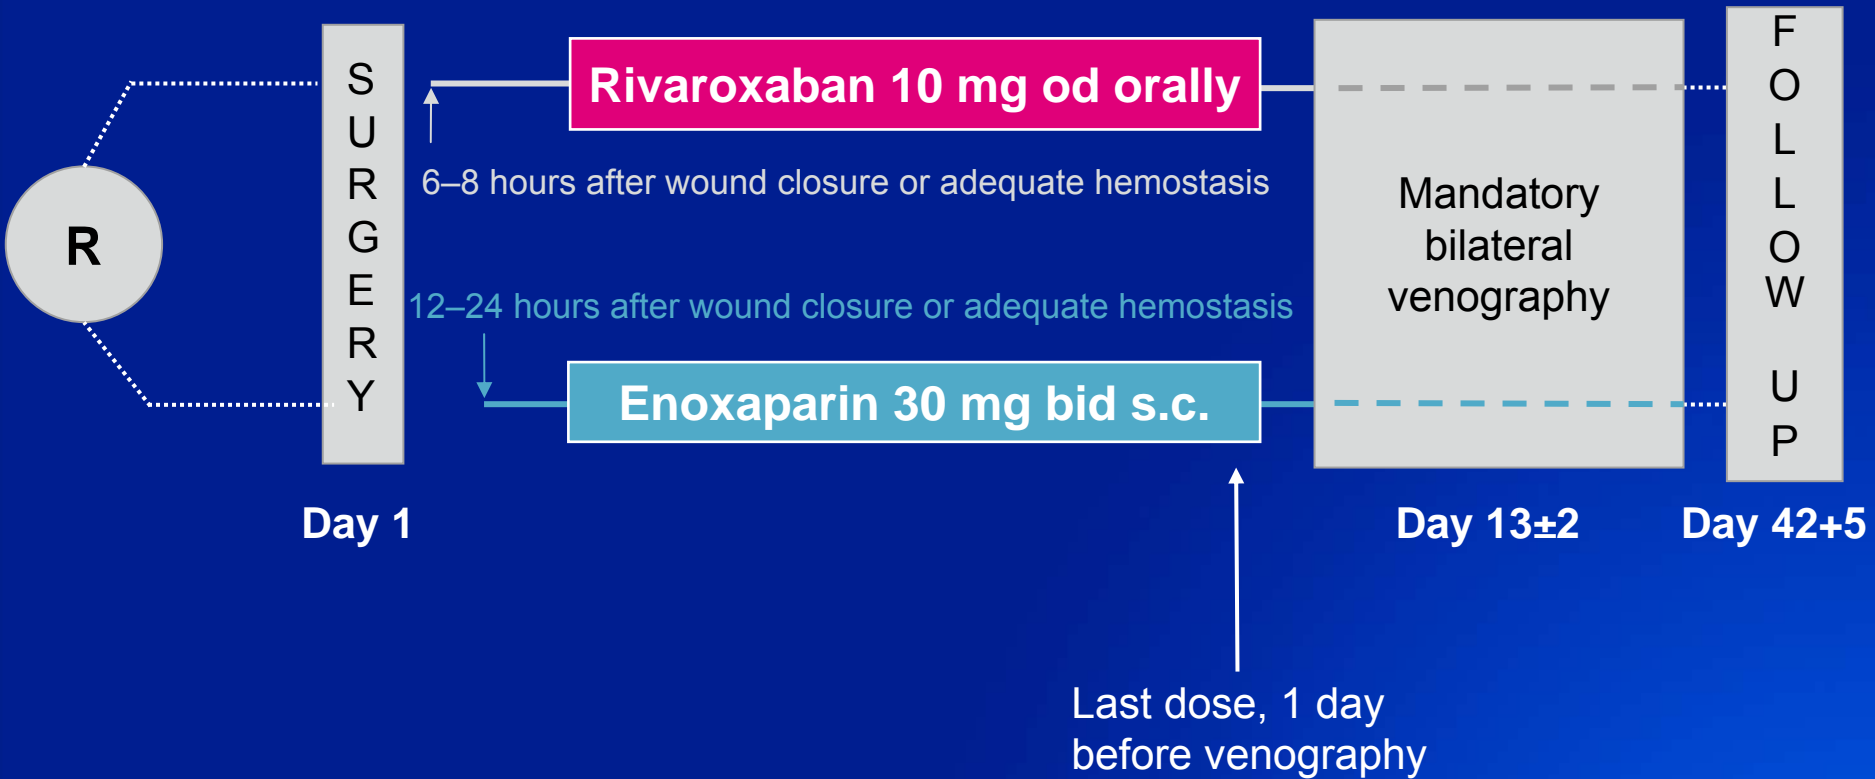 R
SURGERY
Rivaroxaban 10 mg od orally
6–8 hours after wound closure or adequate hemostasis
12–24 hours after wound closure or adequate hemostasis
Enoxaparin 30 mg bid s.c.
Mandatory
bilateral
venography
FOLLOW UP
Day 1
Day 13±2
Day 42+5
Last dose, 1 day
before venography